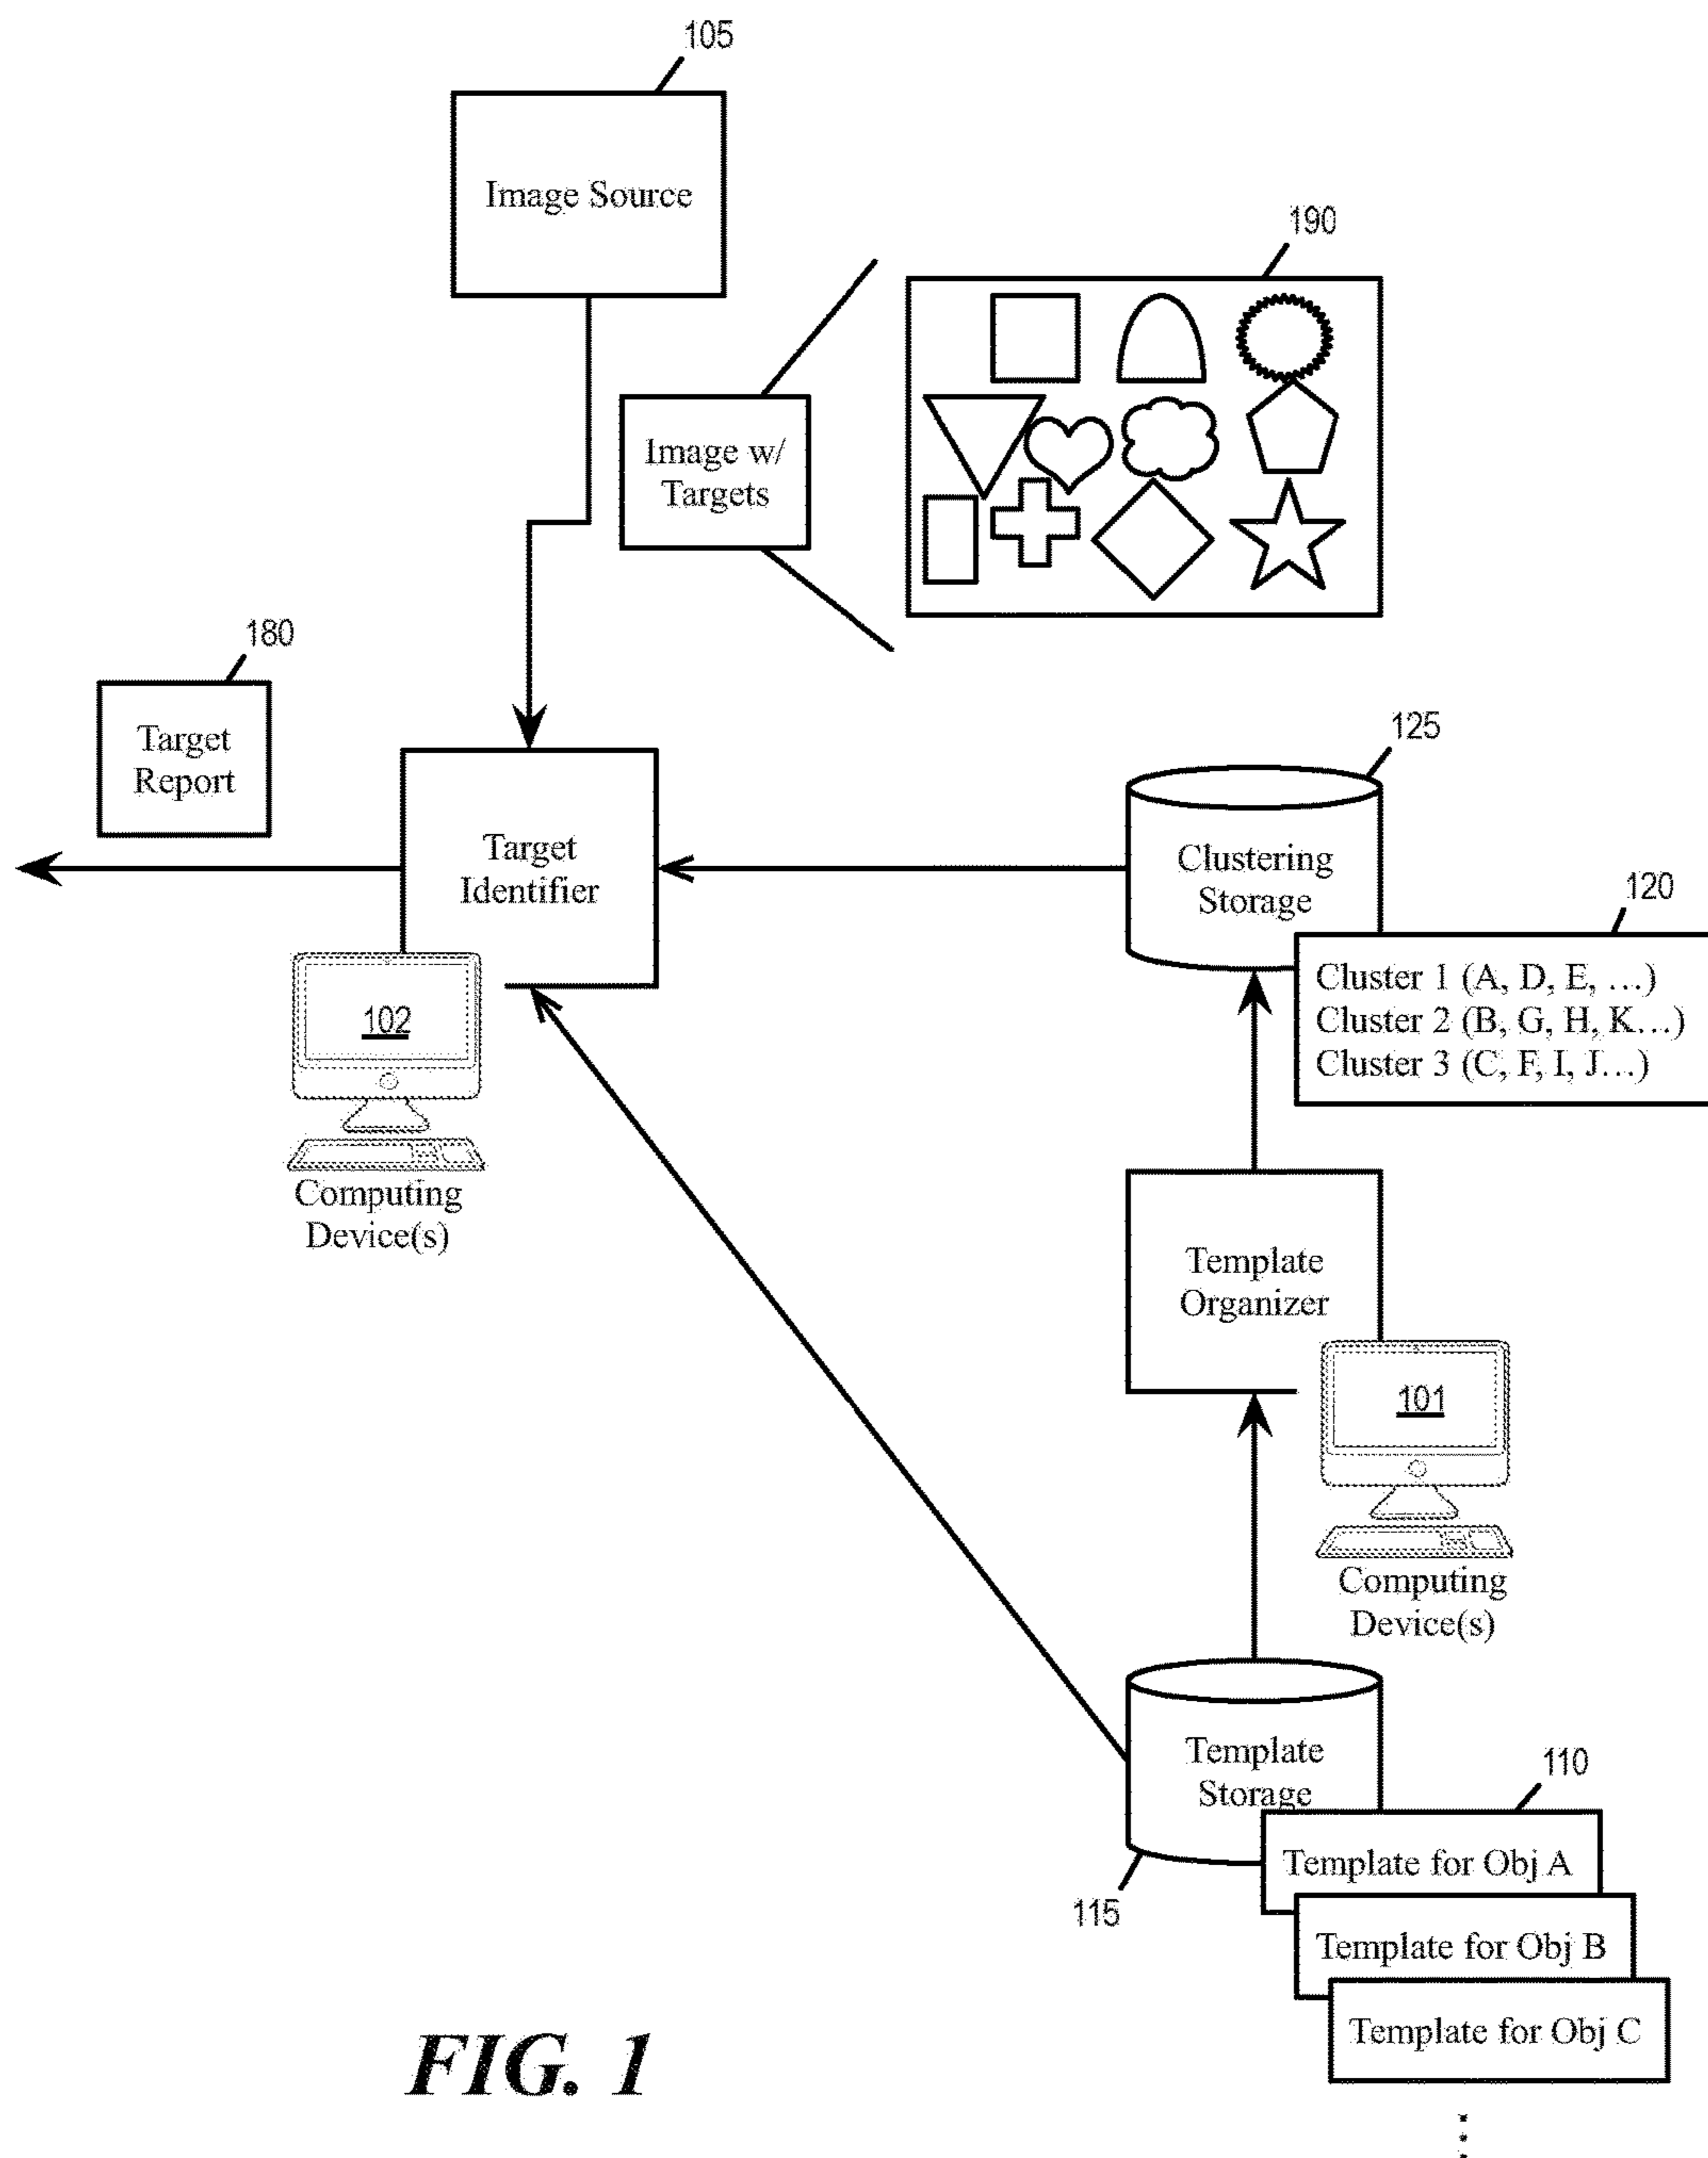 105
Image Source
190
Image w/
Targets
180
Target
Report
125
Target
Identifier
Clustering
Storage
120
Cluster 1 (A, D, E, …)
Cluster 2 (B, G, H, K…)
Cluster 3 (C, F, I, J…)
102
Computing
Device(s)
Template
Organizer
101
Computing
Device(s)
Template
Storage
110
Template for Obj A
115
Template for Obj B
Template for Obj C
FIG. 1